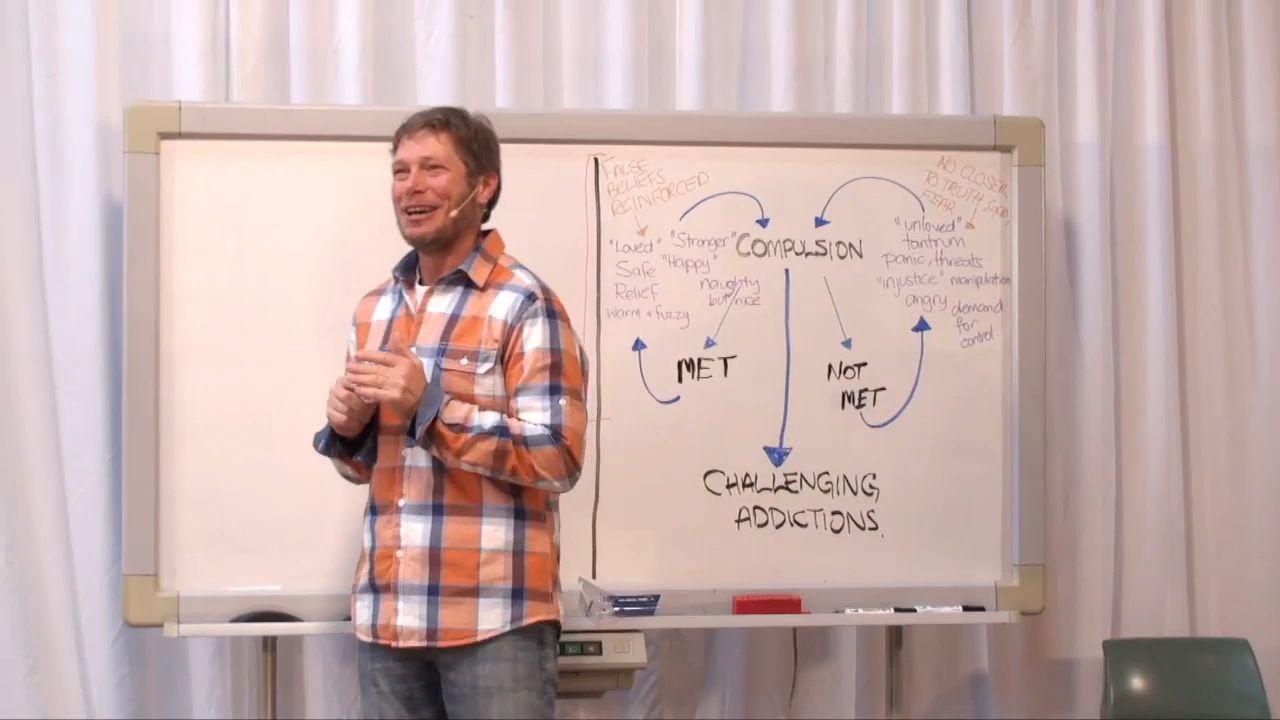 FALSE
BELIEFS
REINFORCED
"Loved"
Safe
Relief
warm + fuzzy
"Stronger"
"Happy"
naughty
but nice
COMPULSION
NO CLOSER
TO TRUTH, GOD,
FEAR
"unloved"
tantrum
panic, threats
"injustice" manipulation
angry
demand
for
control.
MET
NOT
MET
CHALLENGING
ADDICTIONS.